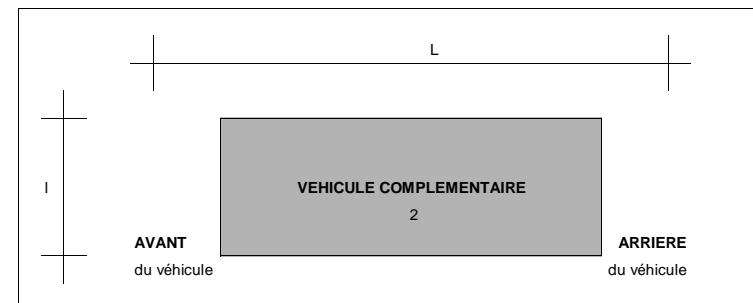 L
l
VEHICULE COMPLEMENTAIRE
2
AVANT
du véhicule
ARRIERE
du véhicule